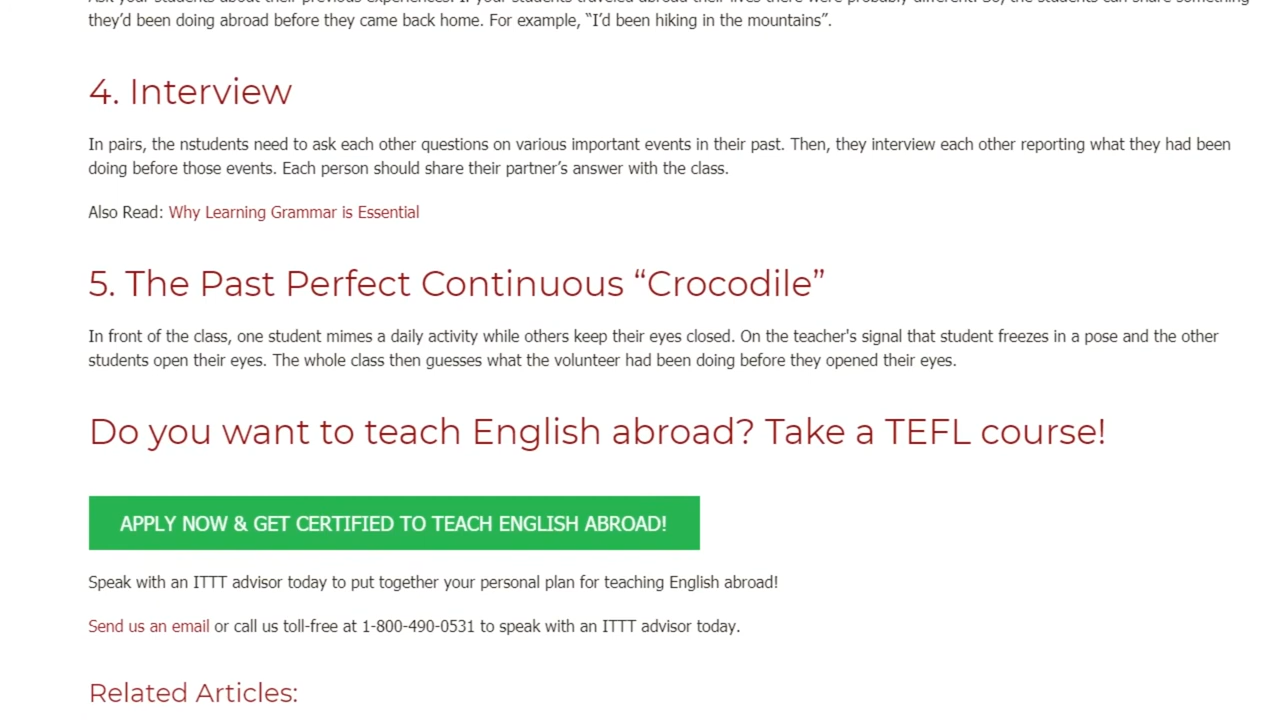 they’d been doing abroad before they came back home. For example, “I’d been hiking in the mountains”.
4. Interview
In pairs, the nstudents need to ask each other questions on various important events in their past. Then, they interview each other reporting what they had been
doing before those events. Each person should share their partner’s answer with the class.
Also Read: Why Learning Grammar is Essential
5. The Past Perfect Continuous “Crocodile”
In front of the class, one student mimes a daily activity while others keep their eyes closed. On the teacher's signal that student freezes in a pose and the other
students open their eyes. The whole class then guesses what the volunteer had been doing before they opened their eyes.
Do you want to teach English abroad? Take a TEFL course!
APPLY NOW & GET CERTIFIED TO TEACH ENGLISH ABROAD!
Speak with an ITTT advisor today to put together your personal plan for teaching English abroad!
Send us an email or call us toll-free at 1-800-490-0531 to speak with an ITTT advisor today.
Related Articles: